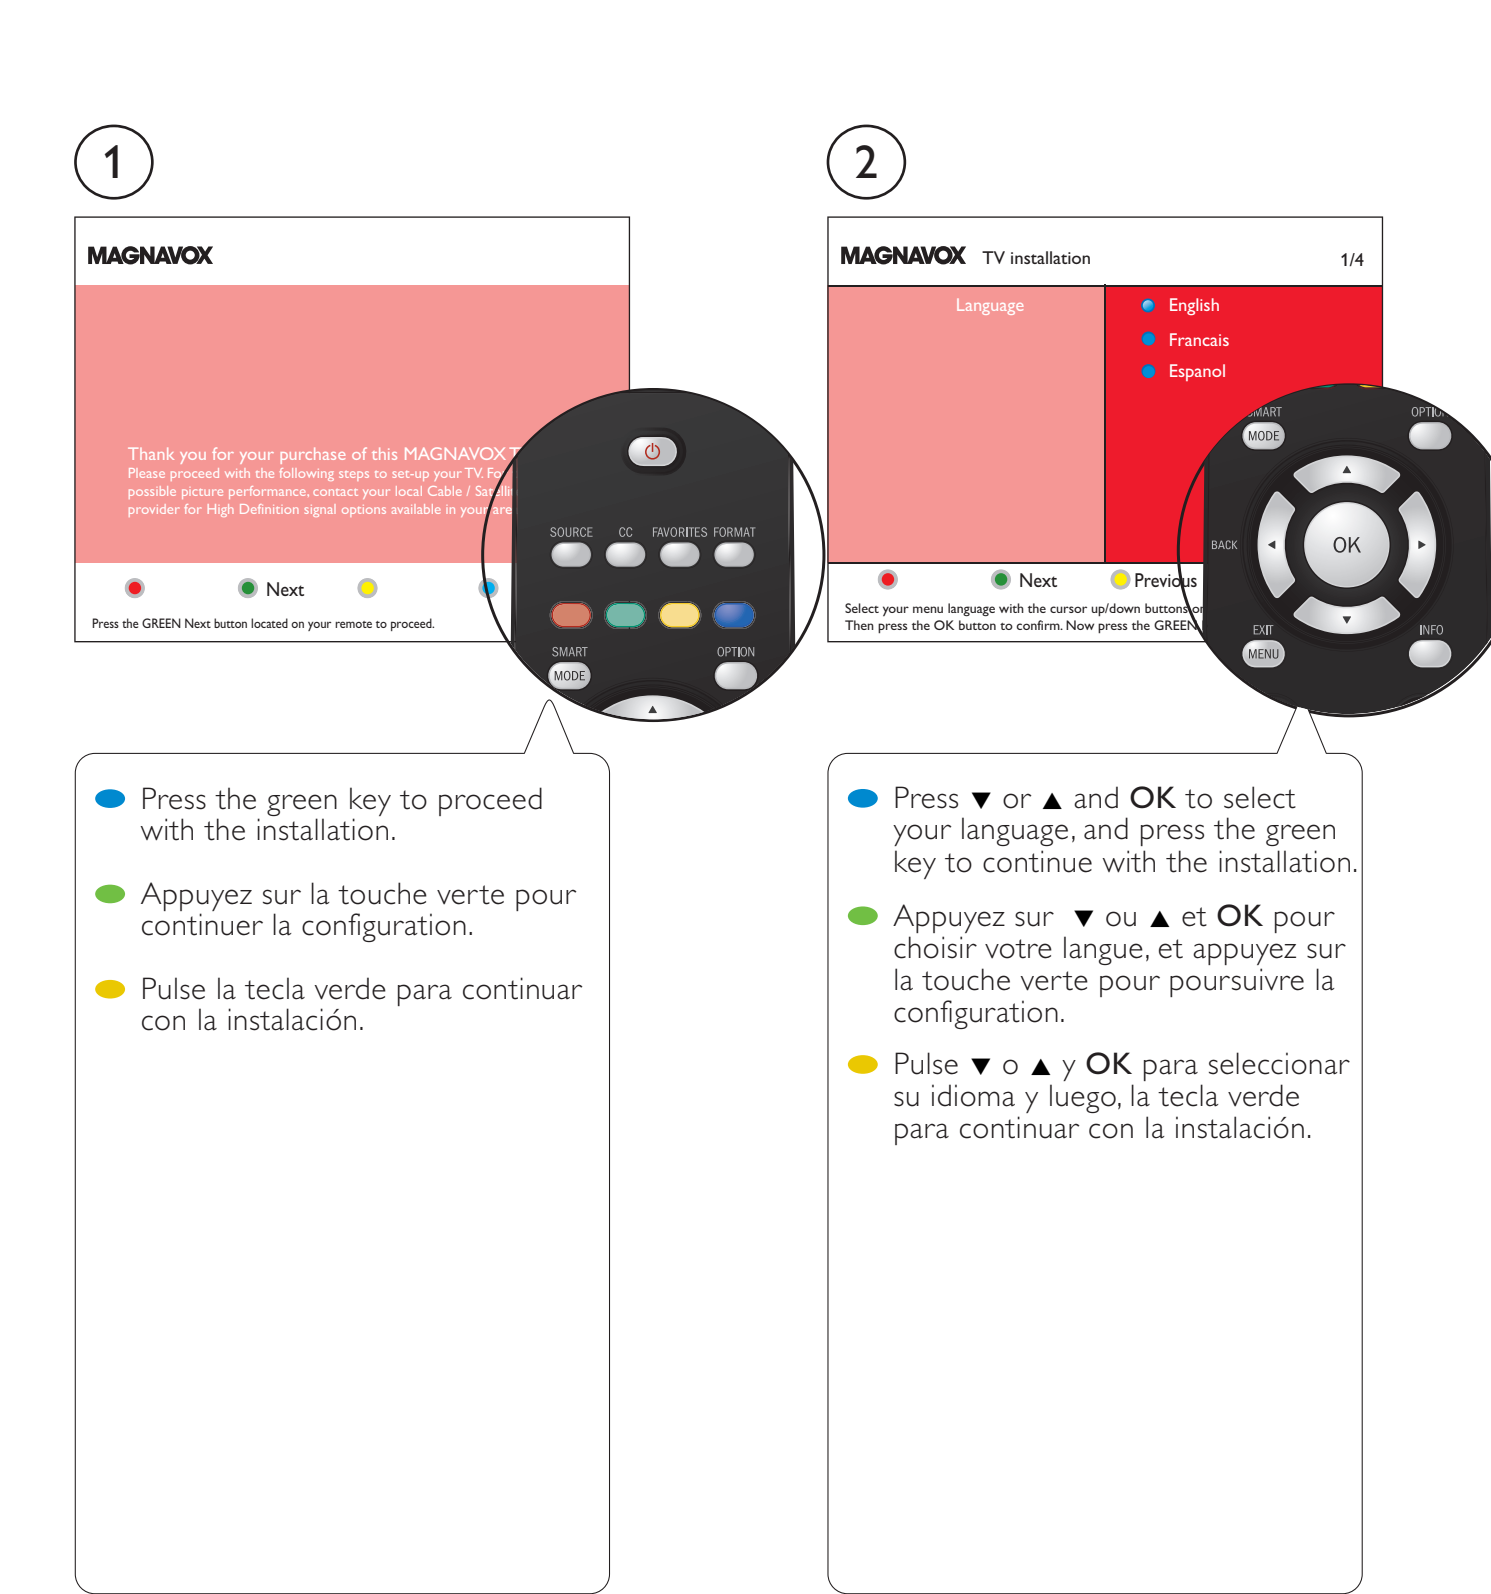 1
MAGNAVOX
Thank you for your purchase of this MAGNAVOX T
Please proceed with the following steps to set-up your TV. Fo
possible picture performance, contact your local Cable / Satelli
provider for High Definition signal options available in your are
Next
Press the GREEN Next button located on your remote to proceed.
SOURCE CC FAVORITES FORMAT
SMART OPTION
MODE
Press the green key to proceed
with the installation.
Appuyez sur la touche verte pour
continuer la configuration.
Pulse la tecla verde para continuar
con la instalación.
2
MAGNAVOX TV installation 1/4
Language
English
Francais
Espanol
Next Previous
Select your menu language with the cursor up/down buttons on
Then press the OK button to confirm. Now press the GREEN
SMART OPTION
MODE
BACK OK
EXIT INFO
MENU
Press ▼ or ▲ and OK to select
your language, and press the green
key to continue with the installation.
Appuyez sur ▼ ou ▲ et OK pour
choisir votre langue, et appuyez sur
la touche verte pour poursuivre la
configuration.
Pulse ▼ o ▲ y OK para seleccionar
su idioma y luego, la tecla verde
para continuar con la instalación.